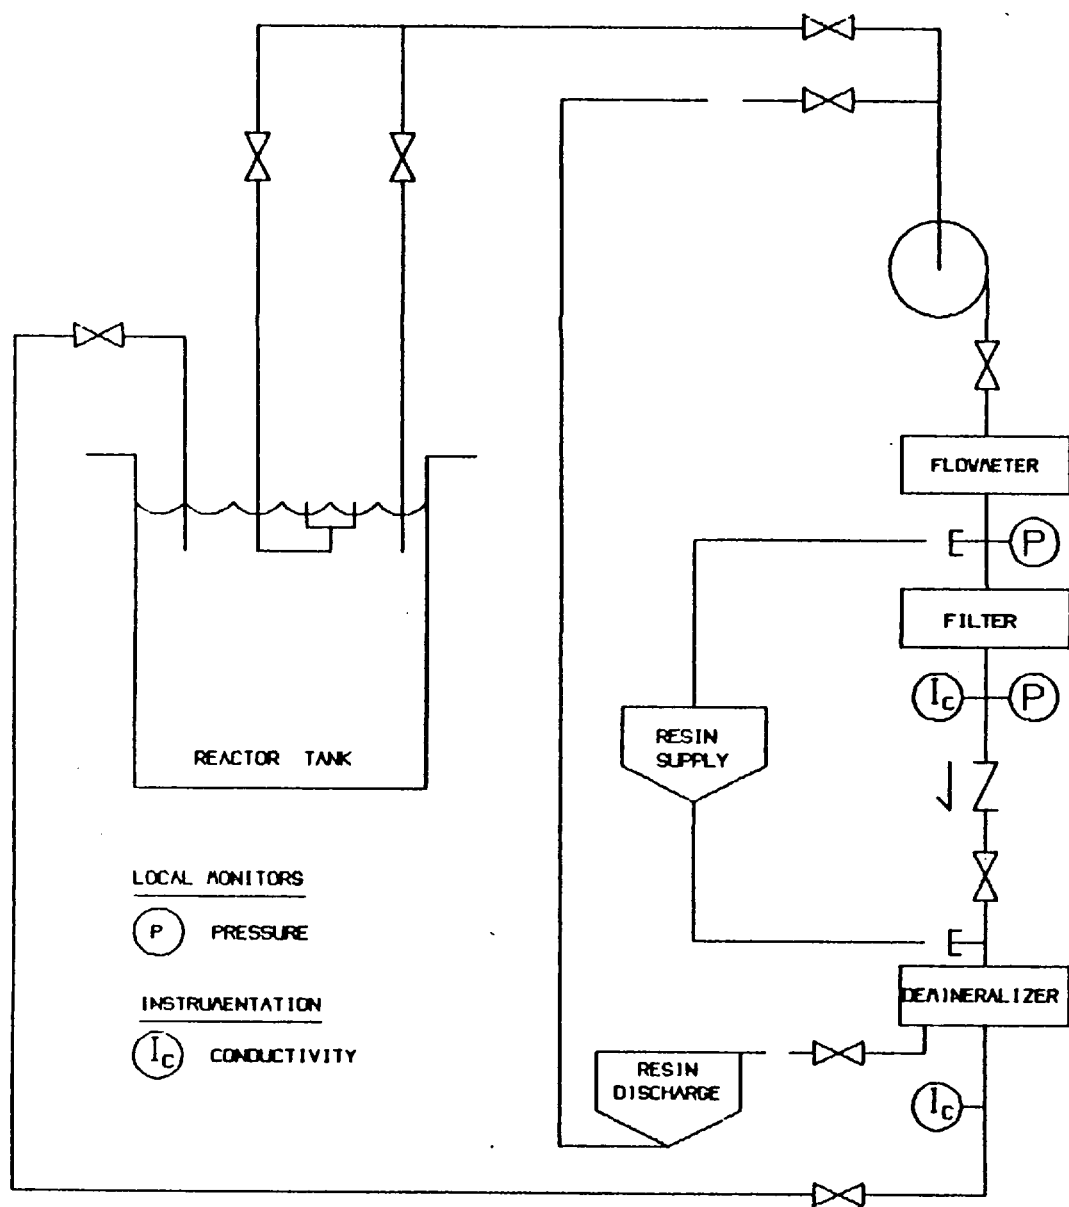 FLOWMETER
P
FILTER
Ic
P
RESIN
SUPPLY
REACTOR TANK
LOCAL MONITORS
P PRESSURE
DEMINERALIZER
INSTRUMENTATION
Ic CONDUCTIVITY
RESIN
DISCHARGE
Ic